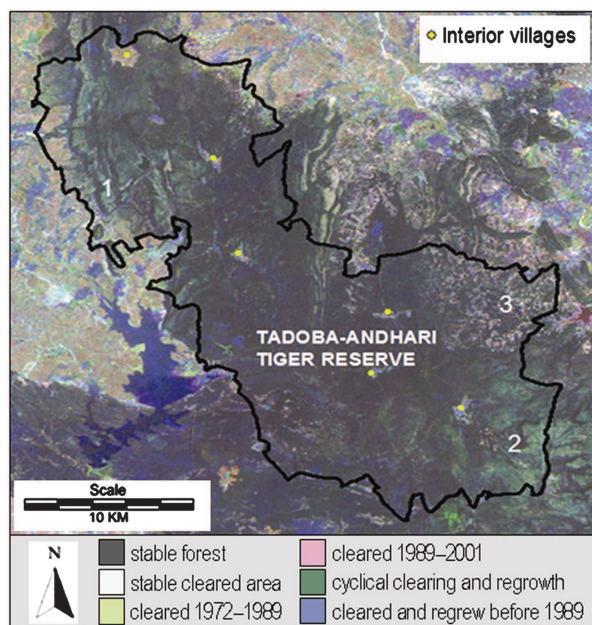 Interior villages
1
3
TADOBA-ANDHARI
TIGER RESERVE
2
Scale
10 KM
N
stable forest
stable cleared area
cleared 1972–1989
cleared 1989–2001
cyclical clearing and regrowth
cleared and regrew before 1989